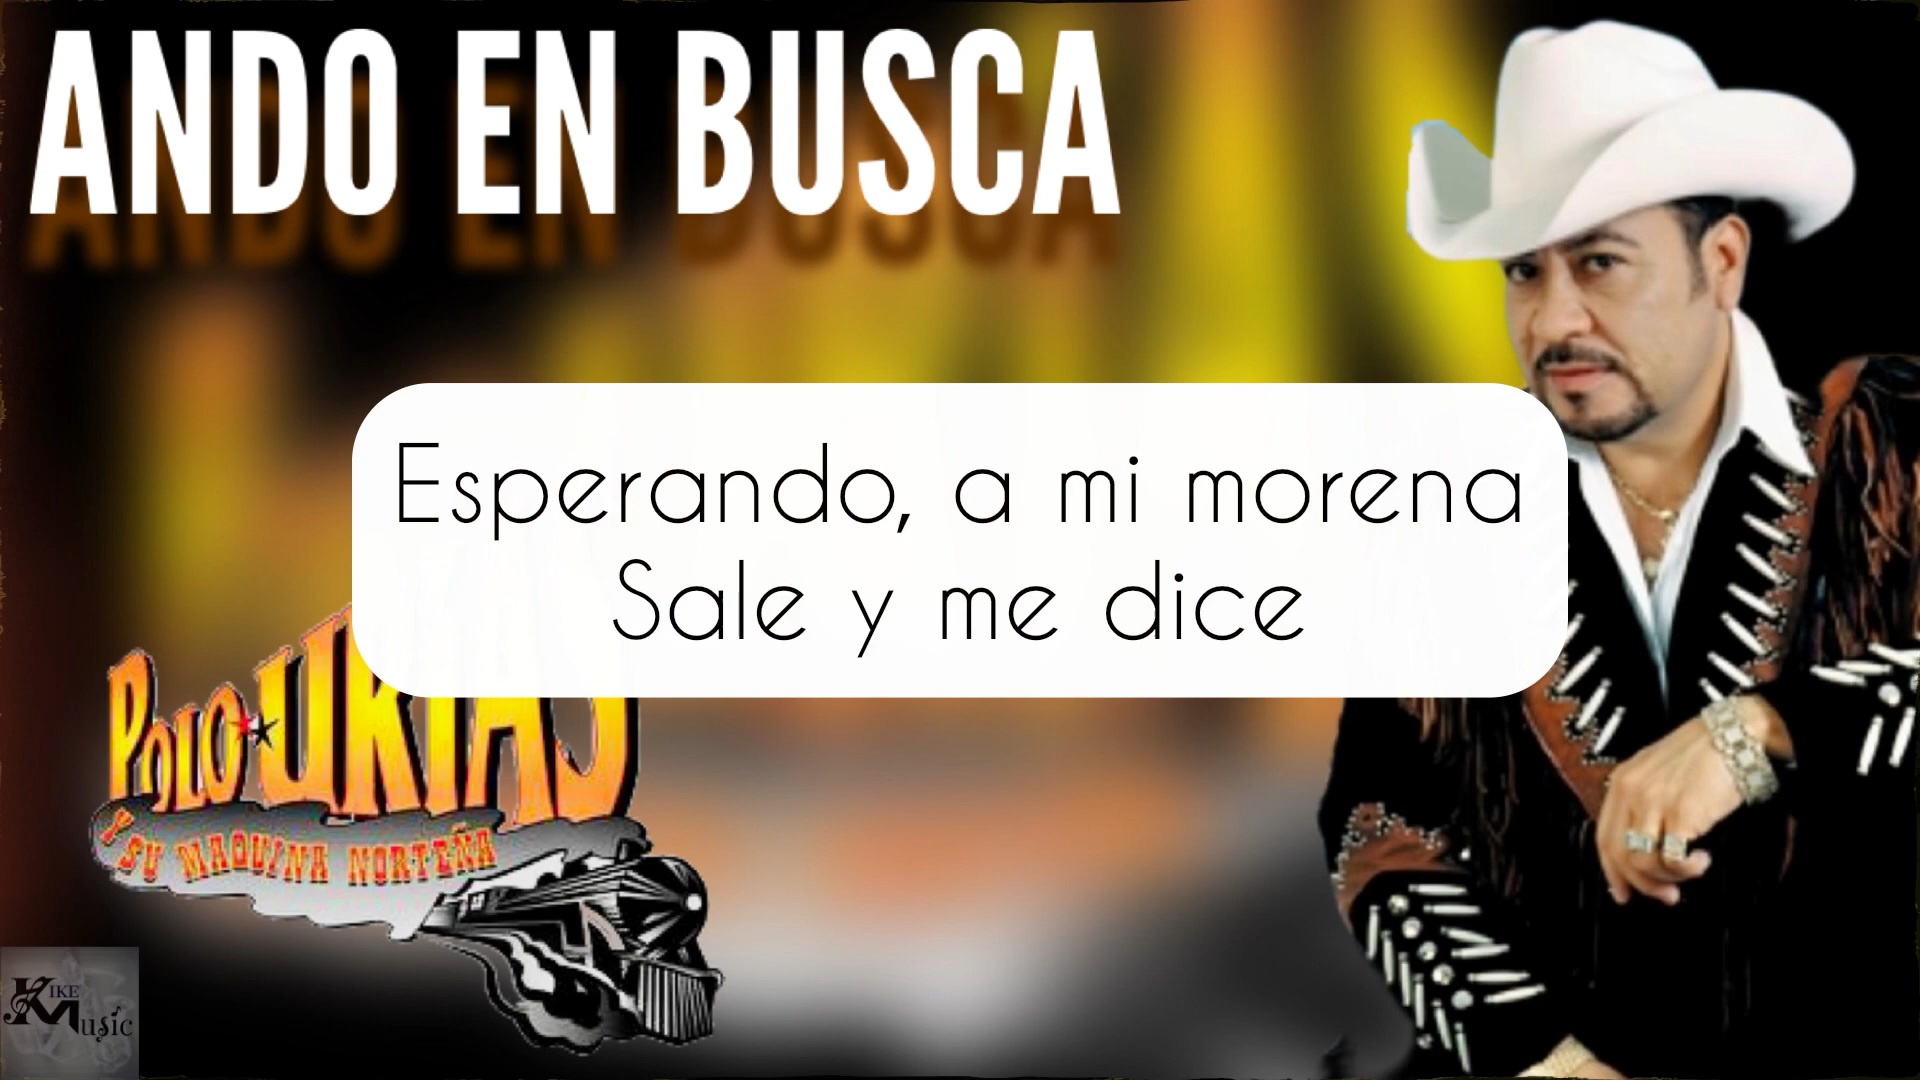 ANDO EN BUSCA
Esperando, a mi morena
Sale y me dice
POLO URIAS
Y SU MAQUINA NORTEÑA
KIKE
Music